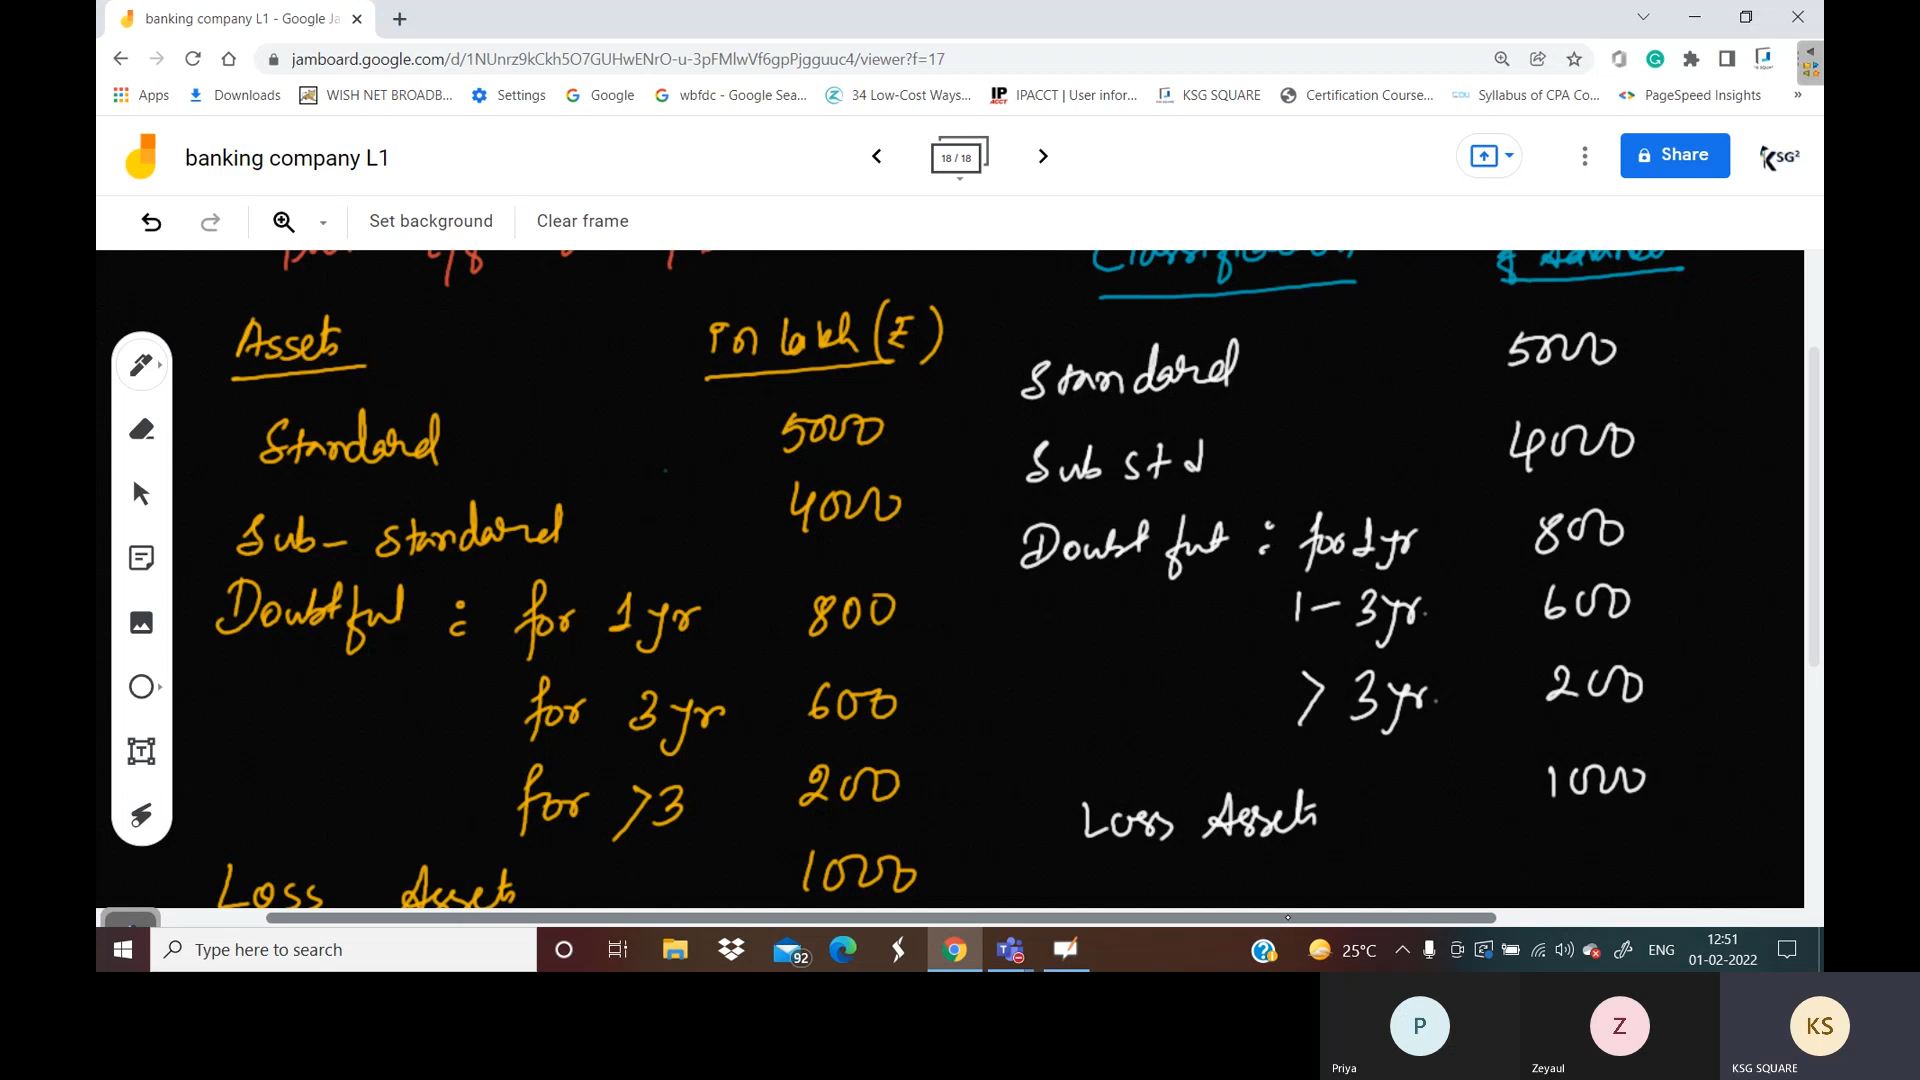 banking company L1 - Google Ja
jamboard.google.com/d/1NUnrz9kCkh5O7GUHwENrO-u-3pFMlwVf6gpPjgguuc4/viewer?f=17
Apps Downloads WISH NET BROADB... Settings Google wbfdc - Google Sea... 34 Low-Cost Ways... IPACCT | User infor... KSG SQUARE Certification Course... Syllabus of CPA Co... PageSpeed Insights »
banking company L1
18 / 18
Share
KSG²
Set background Clear frame
Assets In lakh (₹)
Standard 5000
Sub-standard 4000
Doubtful : for 1 yr 800
for 3 yr 600
for >3 200
Loss Assets 1000
Classification
Standard 5000
Sub std 4000
Doubtful : for 1 yr 800
1-3 yr. 600
> 3 yr. 200
Loss Assets 1000
Type here to search
92
25°C
ENG
12:51
01-02-2022
P Z KS
Priya Zeyaul KSG SQUARE